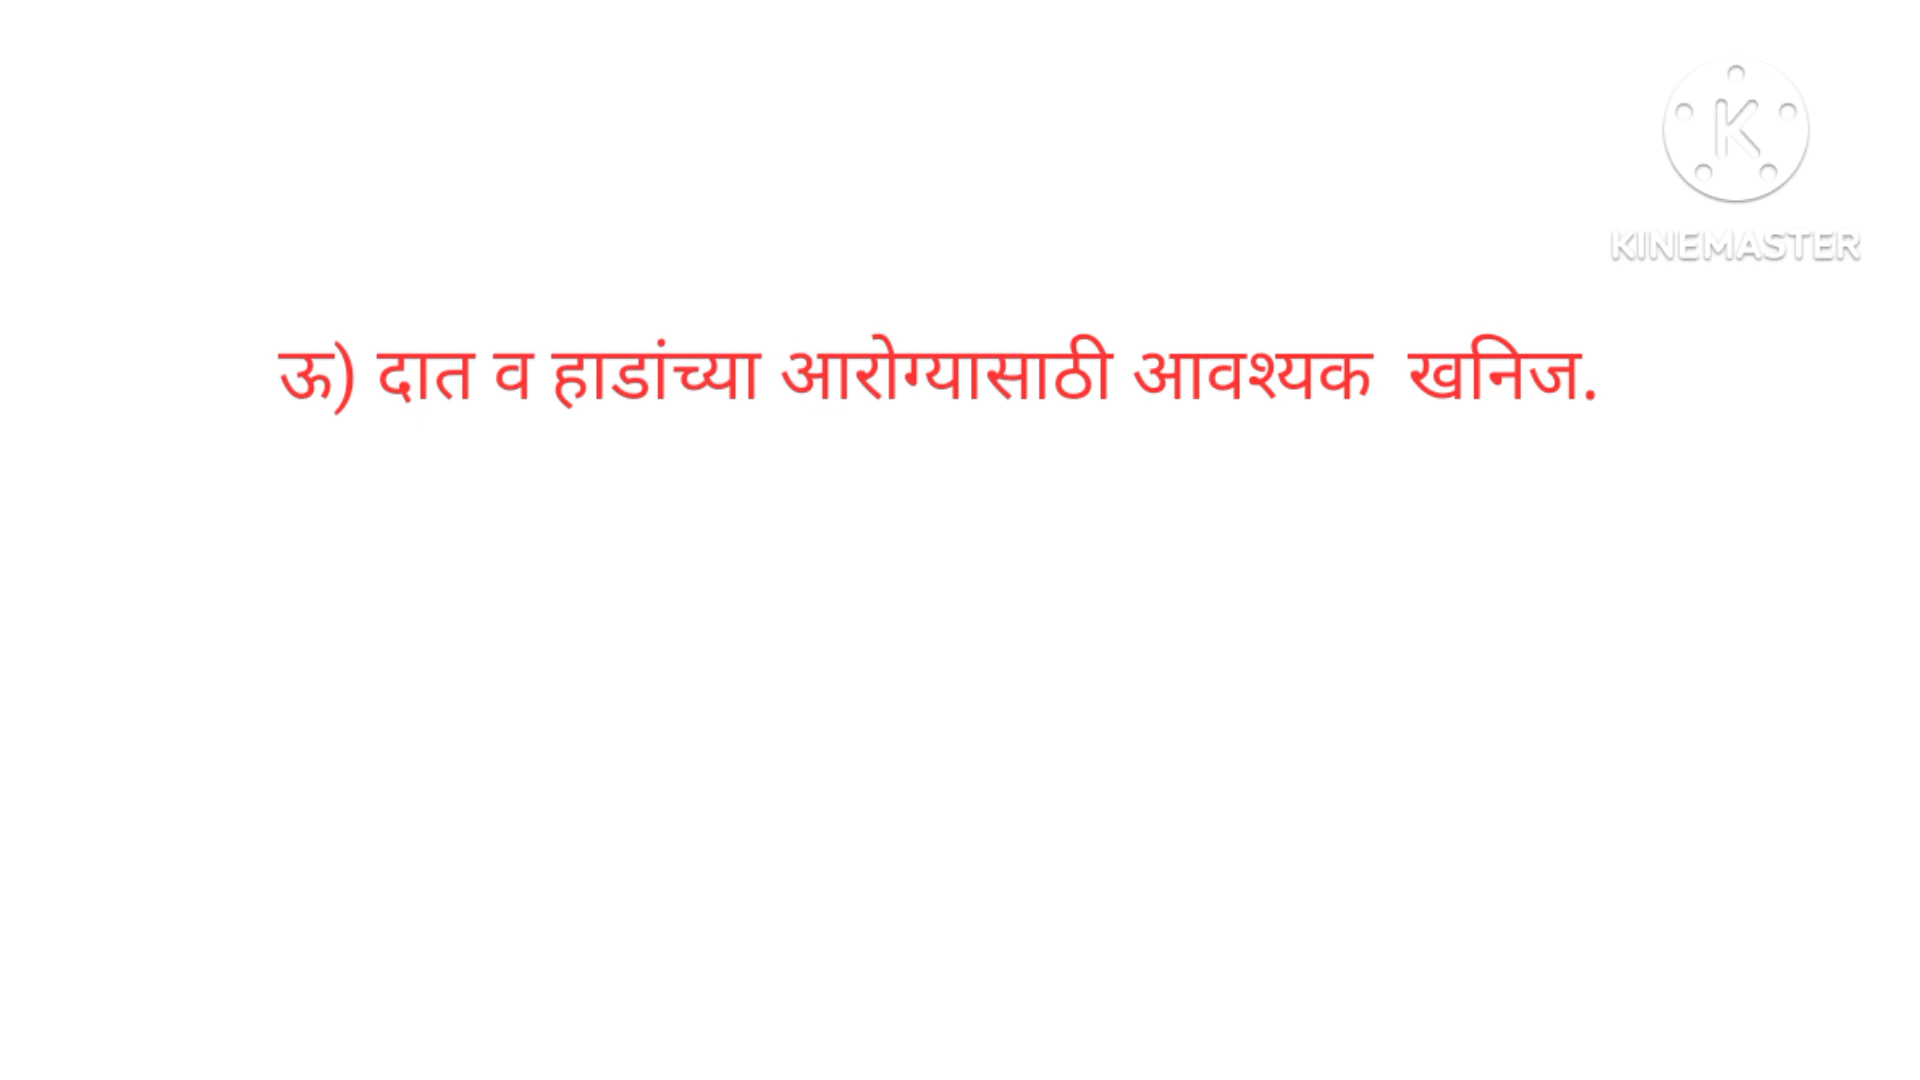 K
KINEMASTER
ऊ) दात व हाडांच्या आरोग्यासाठी आवश्यक खनिज.